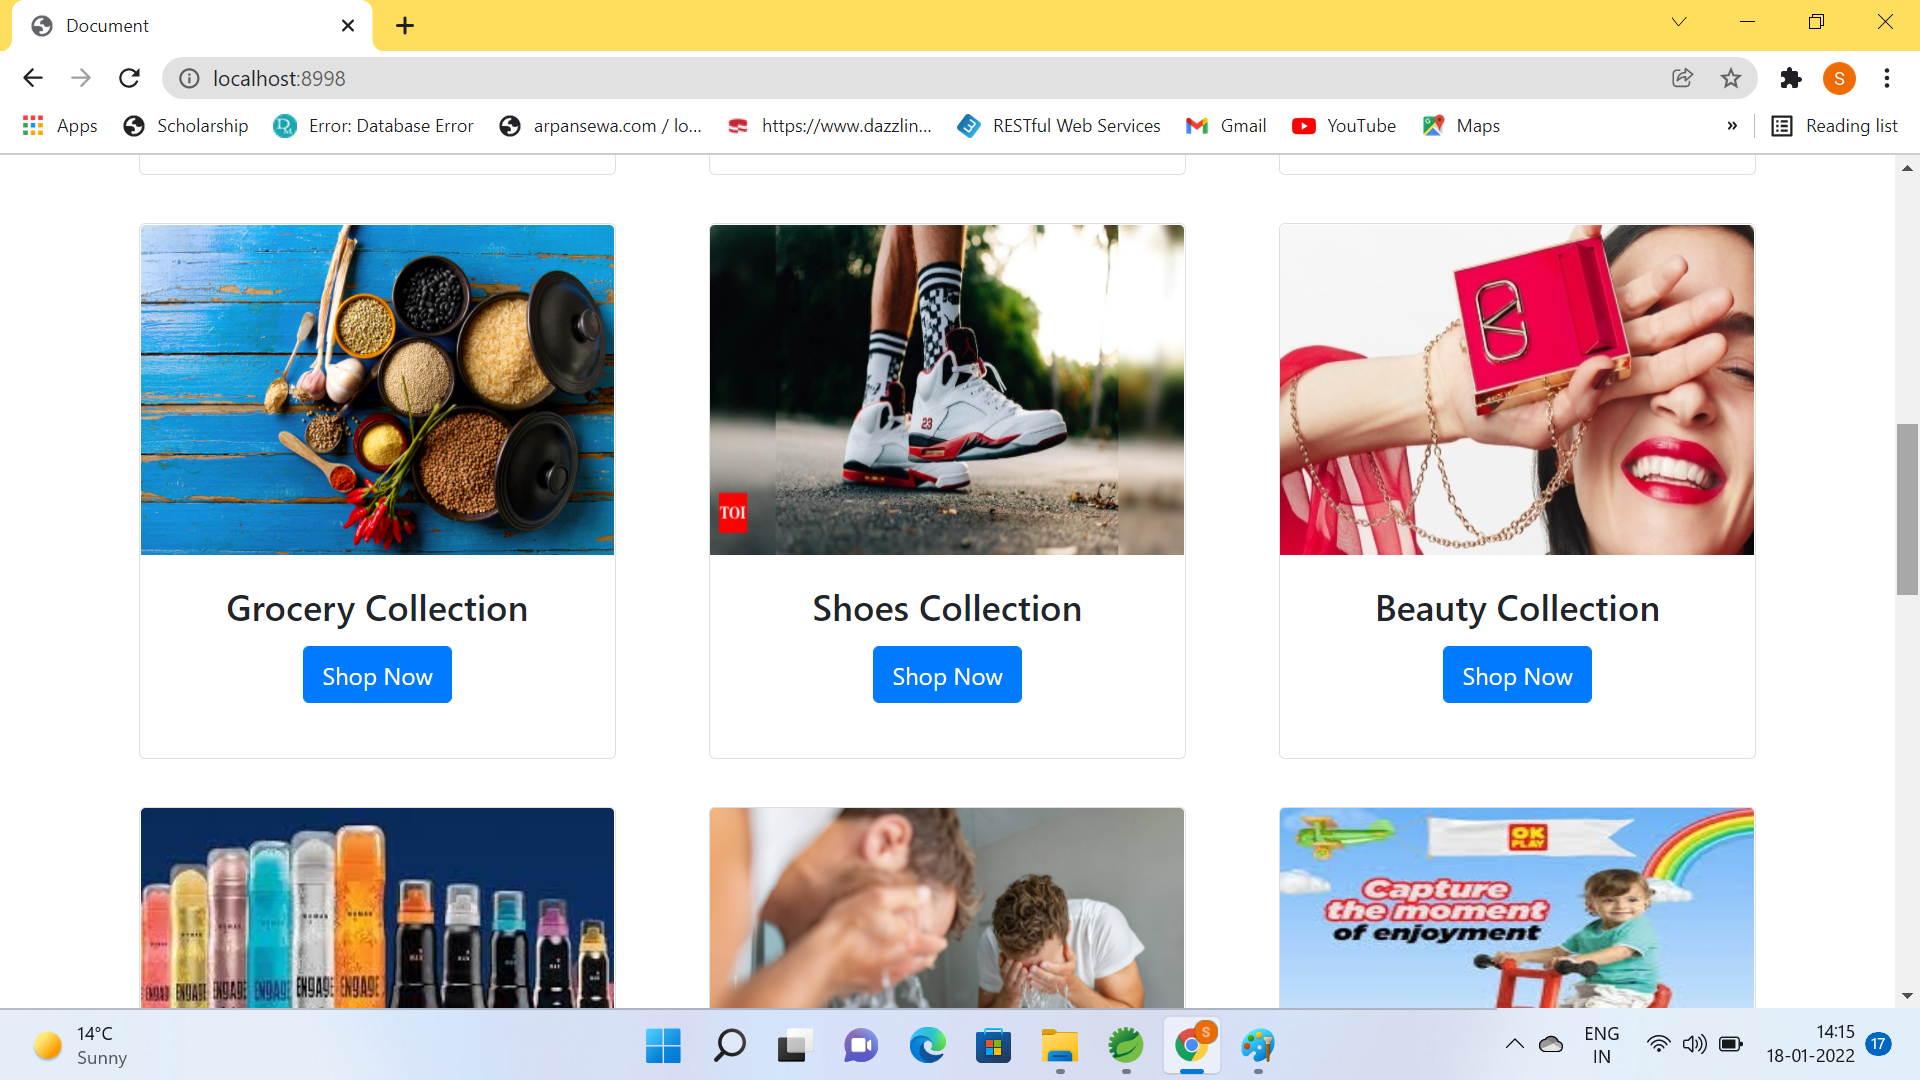 Document
localhost:8998
S
Apps
Scholarship
Error: Database Error
arpansewa.com / lo...
https://www.dazzlin...
RESTful Web Services
Gmail
YouTube
Maps
»
Reading list
23
TOI
Grocery Collection
Shoes Collection
Beauty Collection
Shop Now
Shop Now
Shop Now
OK
PLAY
Capture
the moment
of enjoyment
WOMAN
MAN
ENGAGE
ENGAGE
ENGAGE
ENGAGE
ENGAGE
ENGAGE
14°C
Sunny
S
ENG
IN
14:15
18-01-2022
17